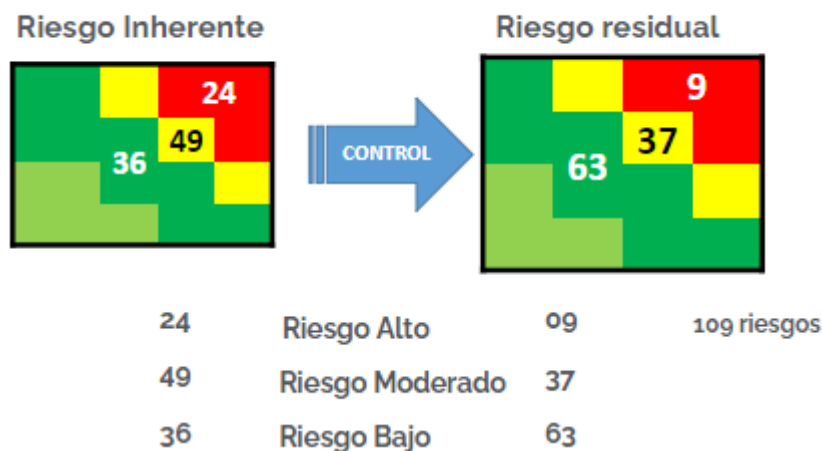 Riesgo Inherente Riesgo residual
24 9
49 37
36 63
CONTROL
24 Riesgo Alto 09 109 riesgos
49 Riesgo Moderado 37
36 Riesgo Bajo 63